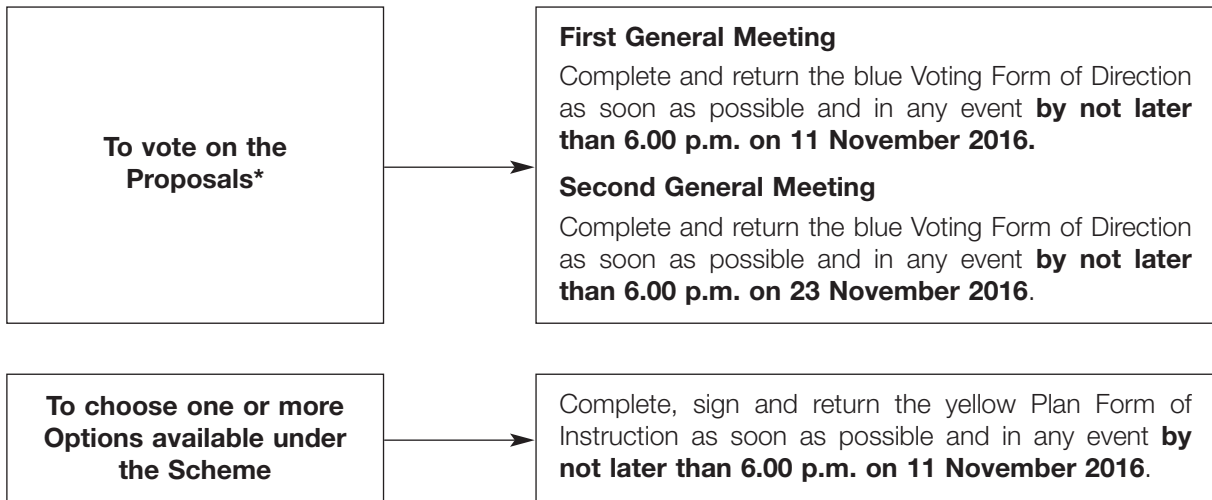 To vote on the
Proposals*
First General Meeting
Complete and return the blue Voting Form of Direction
as soon as possible and in any event by not later
than 6.00 p.m. on 11 November 2016.
Second General Meeting
Complete and return the blue Voting Form of Direction
as soon as possible and in any event by not later
than 6.00 p.m. on 23 November 2016.
To choose one or more
Options available under
the Scheme
Complete, sign and return the yellow Plan Form of
Instruction as soon as possible and in any event by
not later than 6.00 p.m. on 11 November 2016.